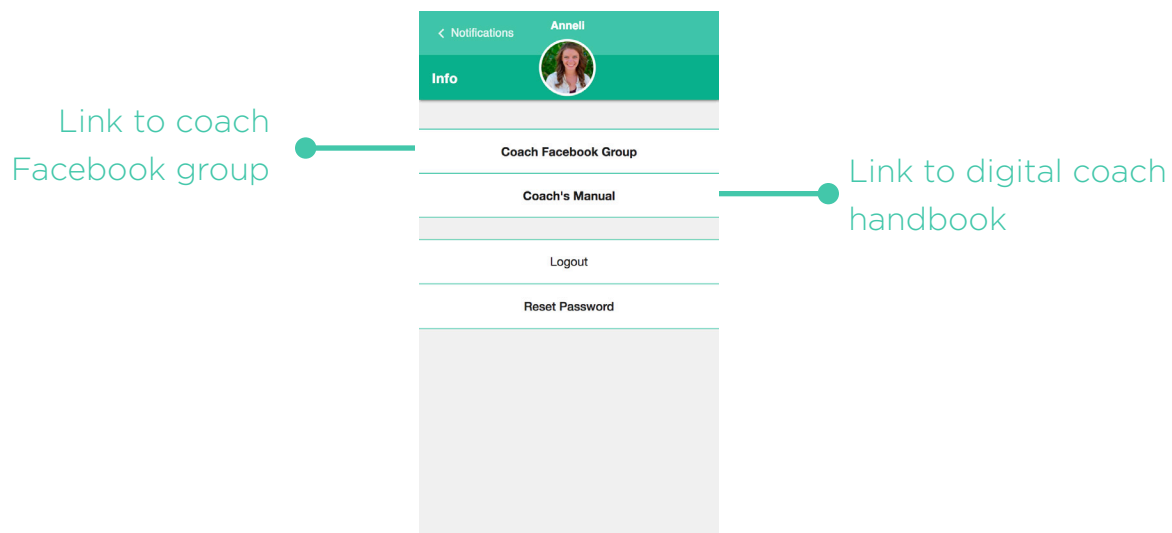 Anneli
< Notifications
Info
Link to coach
Facebook group
Coach Facebook Group
Coach's Manual
Link to digital coach
handbook
Logout
Reset Password